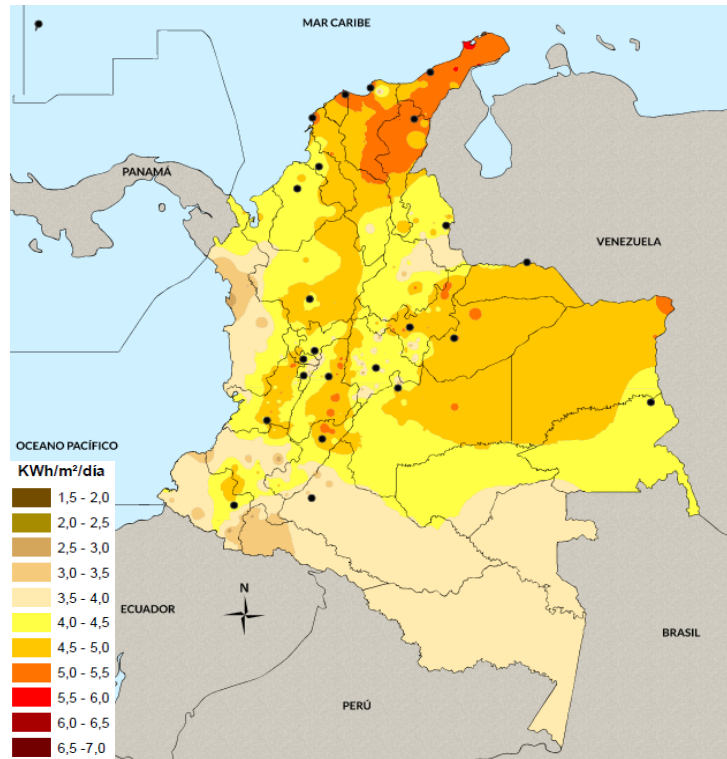 MAR CARIBE
PANAMÁ
VENEZUELA
OCEANO PACÍFICO
KWh/m²/día
1,5 - 2,0
2,0 - 2,5
2,5 - 3,0
3,0 - 3,5
3,5 - 4,0
4,0 - 4,5
4,5 - 5,0
5,0 - 5,5
5,5 - 6,0
6,0 - 6,5
6,5 -7,0
N
ECUADOR
BRASIL
PERÚ